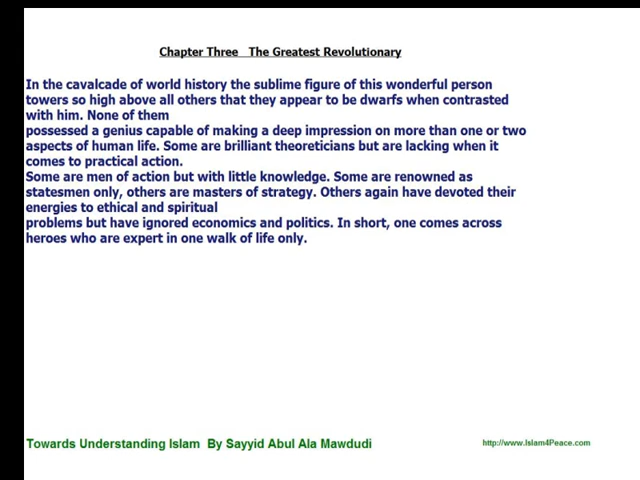 Chapter Three   The Greatest Revolutionary
In the cavalcade of world history the sublime figure of this wonderful person
towers so high above all others that they appear to be dwarfs when contrasted
with him. None of them
possessed a genius capable of making a deep impression on more than one or two
aspects of human life. Some are brilliant theoreticians but are lacking when it
comes to practical action.
Some are men of action but with little knowledge. Some are renowned as
statesmen only, others are masters of strategy. Others again have devoted their
energies to ethical and spiritual
problems but have ignored economics and politics. In short, one comes across
heroes who are expert in one walk of life only.
Towards Understanding Islam  By Sayyid Abul Ala Mawdudi
http://www.Islam4Peace.com